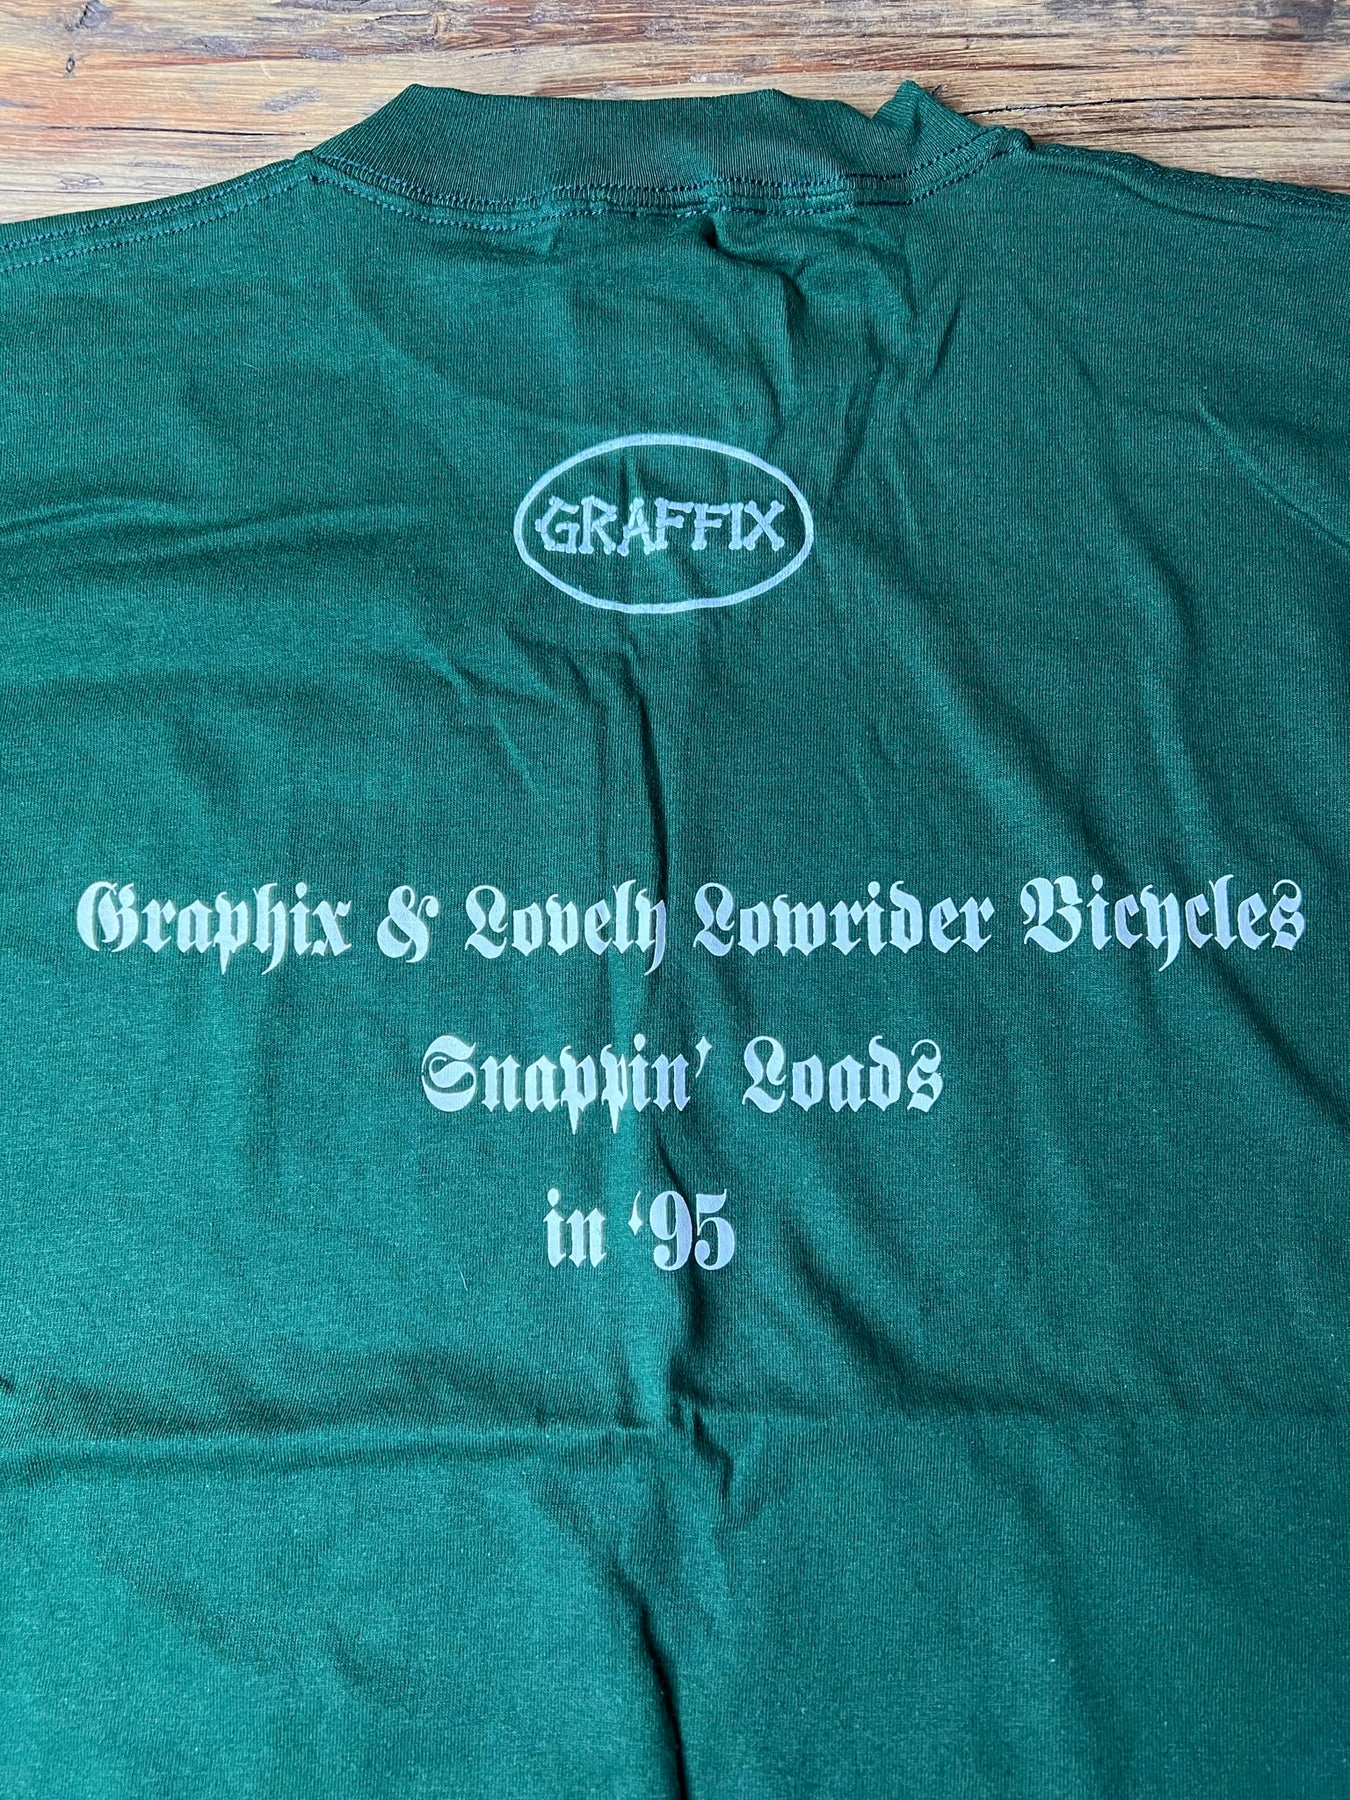 GRAFFIX
Graphix & Lovely Lowrider Bicycles
Snappin' Loads
in '95